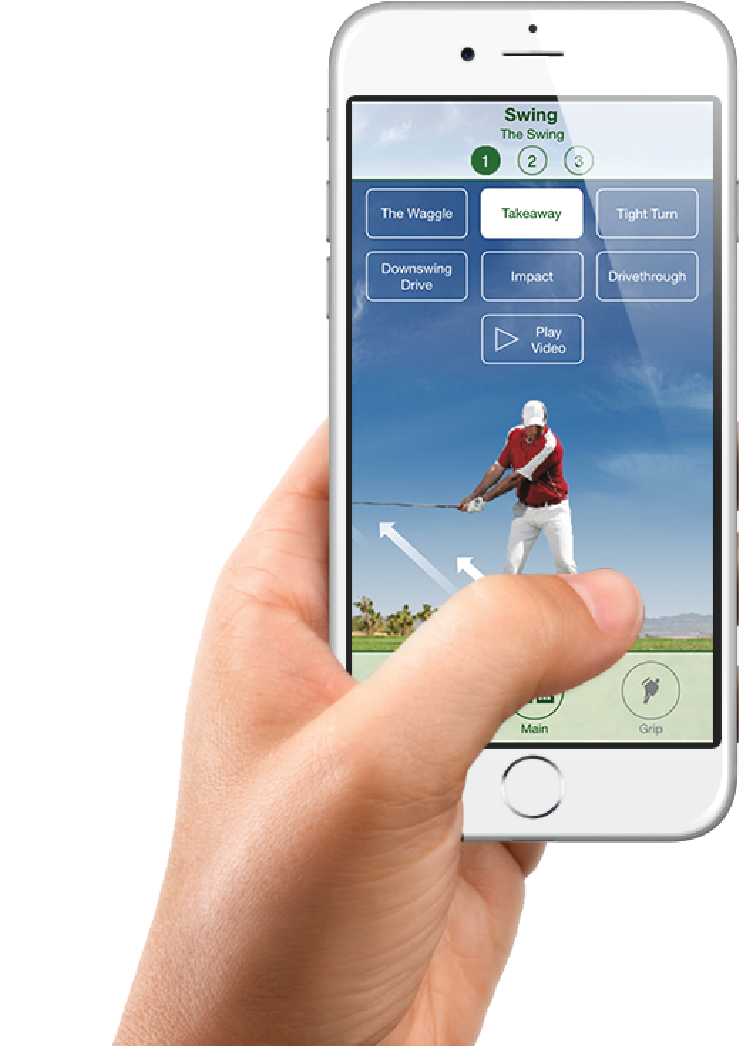 Swing
The Swing
1 2 3
The Waggle Takeaway Tight Turn
Downswing
Drive
Impact Drivethrough
Play
Video
Main Grip